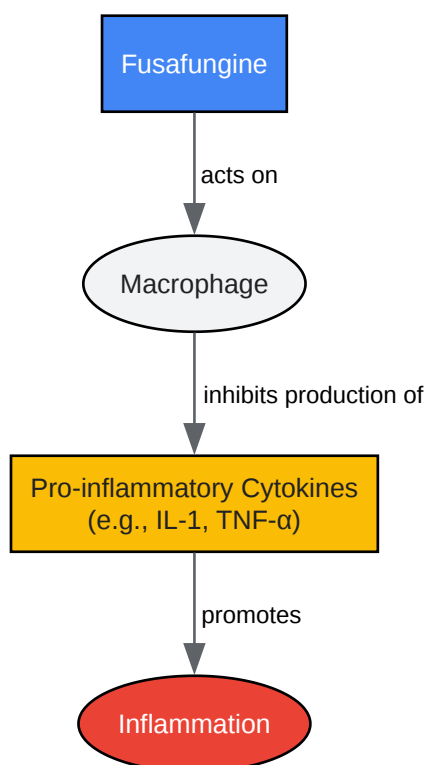 Fusafungine
acts on
Macrophage
inhibits production of
Pro-inflammatory Cytokines
(e.g., IL-1, TNF-α)
promotes
Inflammation